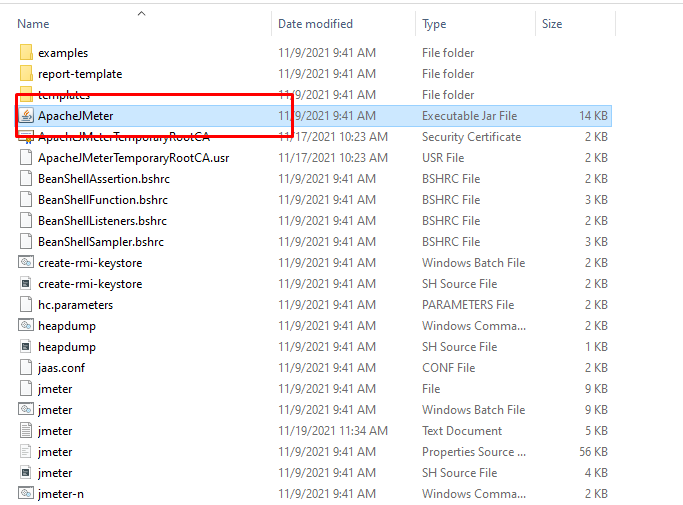 Name Date modified Type Size
examples 11/9/2021 9:41 AM File folder
report-template 11/9/2021 9:41 AM File folder
templates 11/9/2021 9:41 AM File folder
ApacheJMeter 11/9/2021 9:41 AM Executable Jar File 14 KB
ApacheJMeterTemporaryRootCA 11/17/2021 10:23 AM Security Certificate 2 KB
ApacheJMeterTemporaryRootCA.usr 11/17/2021 10:23 AM USR File 2 KB
BeanShellAssertion.bshrc 11/9/2021 9:41 AM BSHRC File 2 KB
BeanShellFunction.bshrc 11/9/2021 9:41 AM BSHRC File 3 KB
BeanShellListeners.bshrc 11/9/2021 9:41 AM BSHRC File 2 KB
BeanShellSampler.bshrc 11/9/2021 9:41 AM BSHRC File 3 KB
create-rmi-keystore 11/9/2021 9:41 AM Windows Batch File 2 KB
create-rmi-keystore 11/9/2021 9:41 AM SH Source File 2 KB
hc.parameters 11/9/2021 9:41 AM PARAMETERS File 2 KB
heapdump 11/9/2021 9:41 AM Windows Comma... 2 KB
heapdump 11/9/2021 9:41 AM SH Source File 1 KB
jaas.conf 11/9/2021 9:41 AM CONF File 2 KB
jmeter 11/9/2021 9:41 AM File 9 KB
jmeter 11/9/2021 9:41 AM Windows Batch File 9 KB
jmeter 11/19/2021 11:34 AM Text Document 5 KB
jmeter 11/9/2021 9:41 AM Properties Source ... 56 KB
jmeter 11/9/2021 9:41 AM SH Source File 4 KB
jmeter-n 11/9/2021 9:41 AM Windows Comma... 2 KB